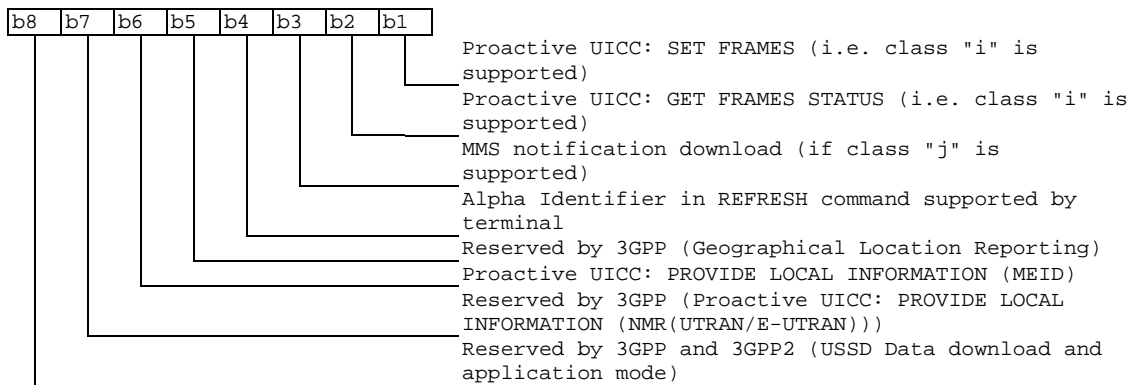 b8 b7 b6 b5 b4 b3 b2 b1
Proactive UICC: SET FRAMES (i.e. class "i" is
supported)
Proactive UICC: GET FRAMES STATUS (i.e. class "i" is
supported)
MMS notification download (if class "j" is
supported)
Alpha Identifier in REFRESH command supported by
terminal
Reserved by 3GPP (Geographical Location Reporting)
Proactive UICC: PROVIDE LOCAL INFORMATION (MEID)
Reserved by 3GPP (Proactive UICC: PROVIDE LOCAL
INFORMATION (NMR(UTRAN/E-UTRAN)))
Reserved by 3GPP and 3GPP2 (USSD Data download and
application mode)